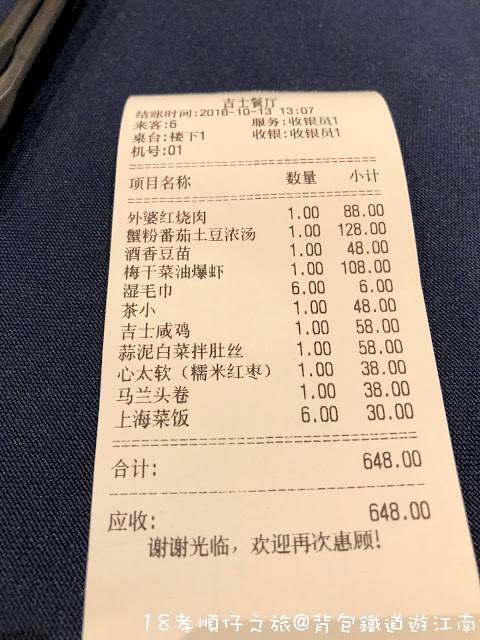 吉士餐厅
结账时间:2018-10-13 13:07
来客:6 服务:收银员1
桌台:楼下1 收银:收银员1
机号:01
项目名称 数量 小计
外婆红烧肉 1.00 88.00
蟹粉番茄土豆浓汤 1.00 128.00
酒香豆苗 1.00 48.00
梅干菜油爆虾 1.00 108.00
湿毛巾 6.00 6.00
茶小 1.00 48.00
吉士咸鸡 1.00 58.00
蒜泥白菜拌肚丝 1.00 58.00
心太软（糯米红枣） 1.00 38.00
马兰头卷 1.00 38.00
上海菜饭 6.00 30.00
合计: 648.00
应收: 648.00
谢谢光临，欢迎再次惠顾!
18孝順仔之旅@背包鐵道遊江南